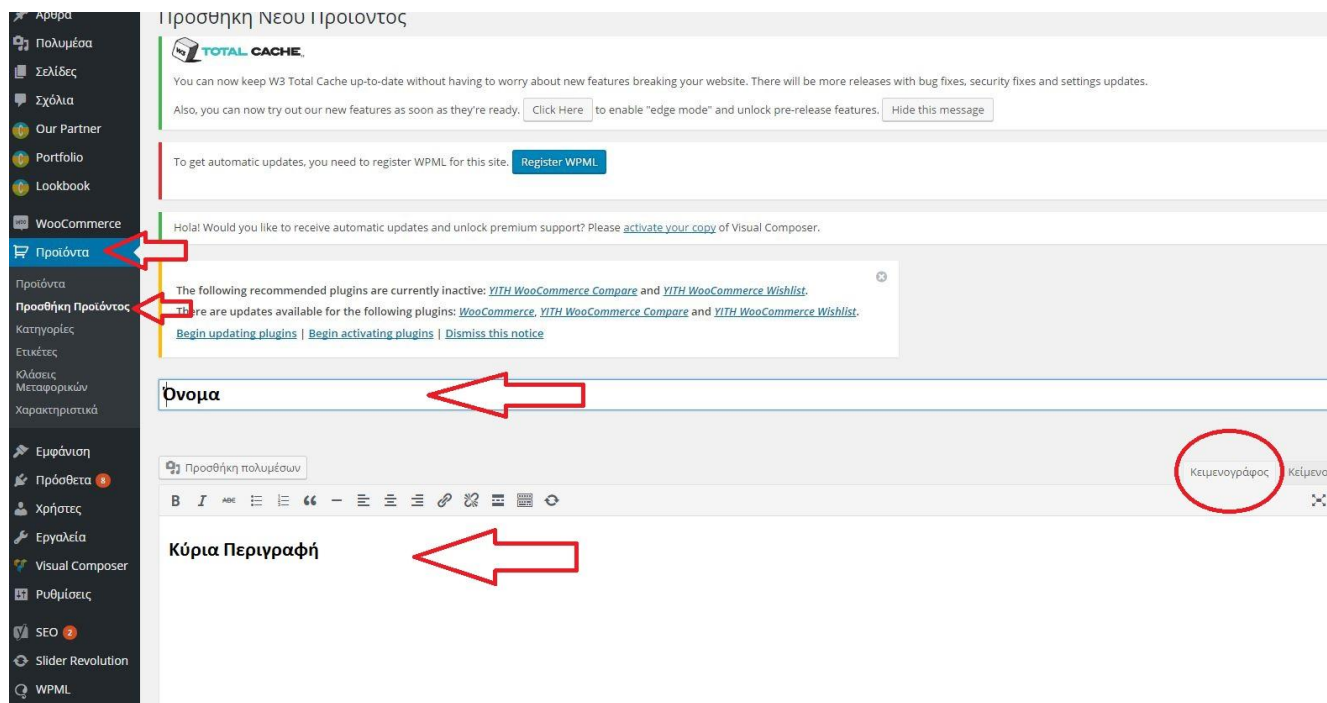 Άρθρα
Πολυμέσα
Σελίδες
Σχόλια
Our Partner
Portfolio
Lookbook
WooCommerce
Προϊόντα
Προϊόντα
Προσθήκη Προϊόντος
Κατηγορίες
Ετικέτες
Κλάσεις
Μεταφορικών
Χαρακτηριστικά
Εμφάνιση
Πρόσθετα 8
Χρήστες
Εργαλεία
Visual Composer
Ρυθμίσεις
SEO 2
Slider Revolution
WPML
Προσθήκη Νέου Προϊόντος
W3 TOTAL CACHE
You can now keep W3 Total Cache up-to-date without having to worry about new features breaking your website. There will be more releases with bug fixes, security fixes and settings updates.
Also, you can now try out our new features as soon as they're ready. Click Here to enable "edge mode" and unlock pre-release features. Hide this message
To get automatic updates, you need to register WPML for this site. Register WPML
Hola! Would you like to receive automatic updates and unlock premium support? Please activate your copy of Visual Composer.
The following recommended plugins are currently inactive: YITH WooCommerce Compare and YITH WooCommerce Wishlist.
There are updates available for the following plugins: WooCommerce, YITH WooCommerce Compare and YITH WooCommerce Wishlist.
Begin updating plugins | Begin activating plugins | Dismiss this notice
Όνομα
Προσθήκη πολυμέσων
Κειμενογράφος Κείμενο
B I ABC
Κύρια Περιγραφή